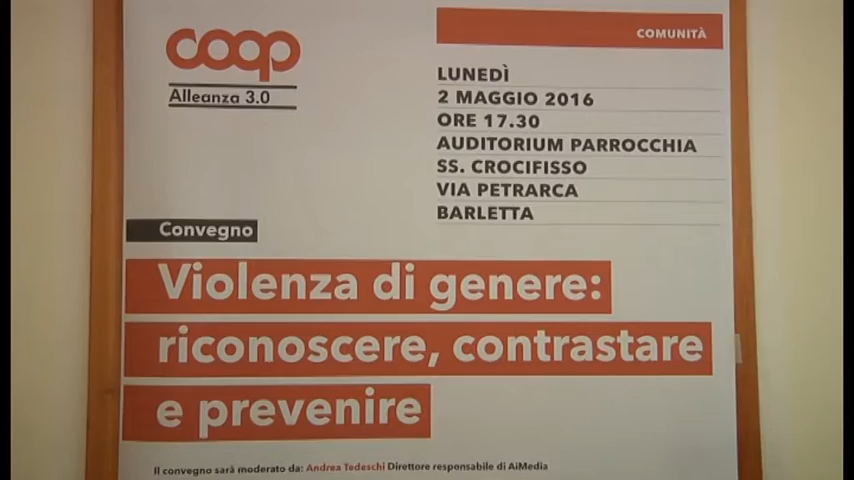 coop
Alleanza 3.0
COMUNITÀ
LUNEDÌ
2 MAGGIO 2016
ORE 17.30
AUDITORIUM PARROCCHIA
SS. CROCIFISSO
VIA PETRARCA
BARLETTA
Convegno
Violenza di genere:
riconoscere, contrastare
e prevenire
Il convegno sarà moderato da: Andrea Tedeschi Direttore responsabile di AiMedia